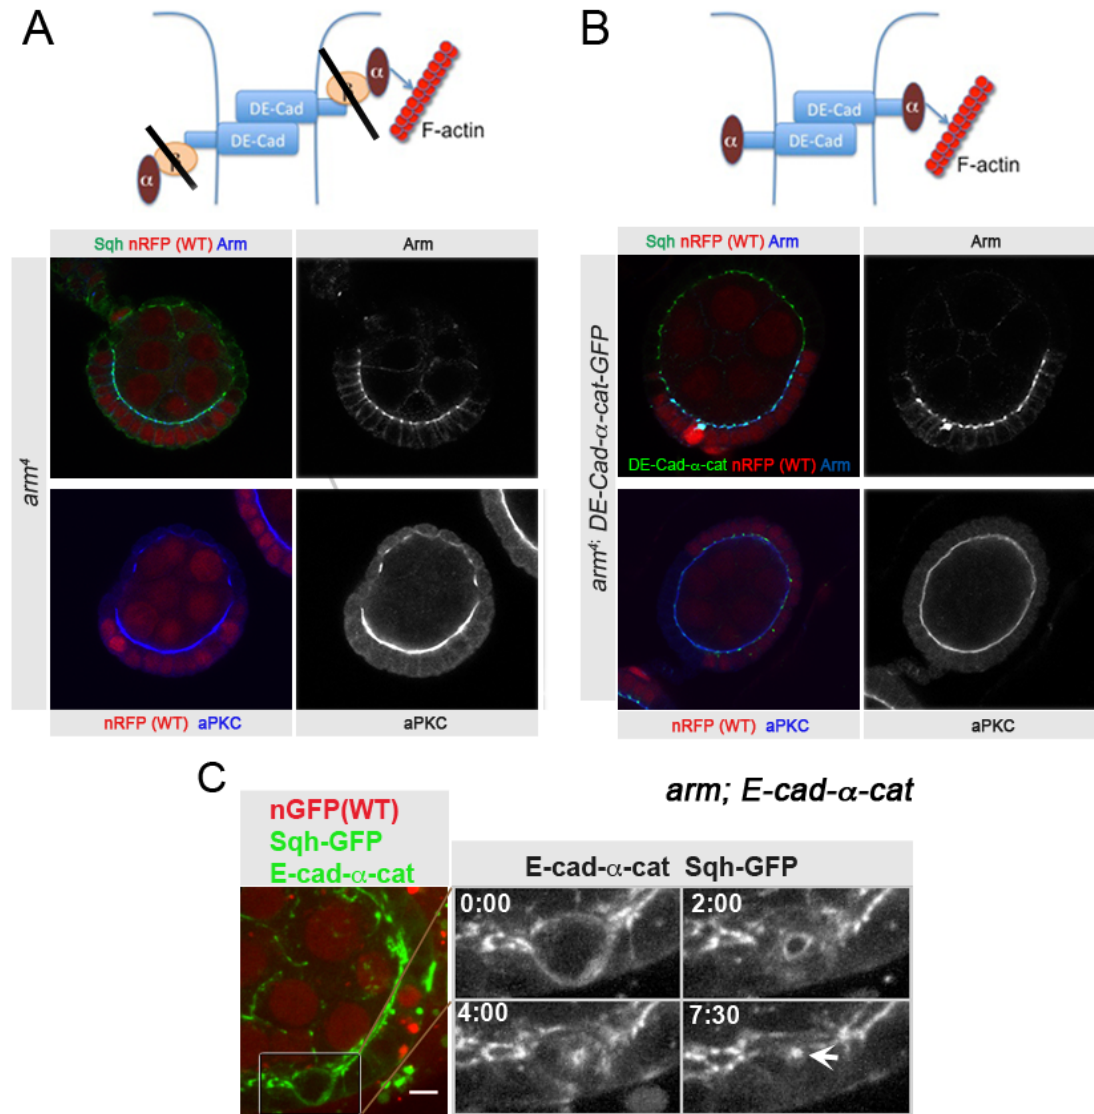 A
α
β
DE-Cad
DE-Cad
F-actin
β
α
Sqh nRFP (WT) Arm
Arm
arm⁴
nRFP (WT) aPKC
aPKC
B
DE-Cad
α
α
DE-Cad
F-actin
Sqh nRFP (WT) Arm
Arm
arm⁴; DE-Cad-α-cat-GFP
DE-Cad-α-cat nRFP (WT) Arm
nRFP (WT) aPKC
aPKC
C
arm; E-cad-α-cat
nGFP(WT)
Sqh-GFP
E-cad-α-cat
E-cad-α-cat Sqh-GFP
0:00
2:00
4:00
7:30